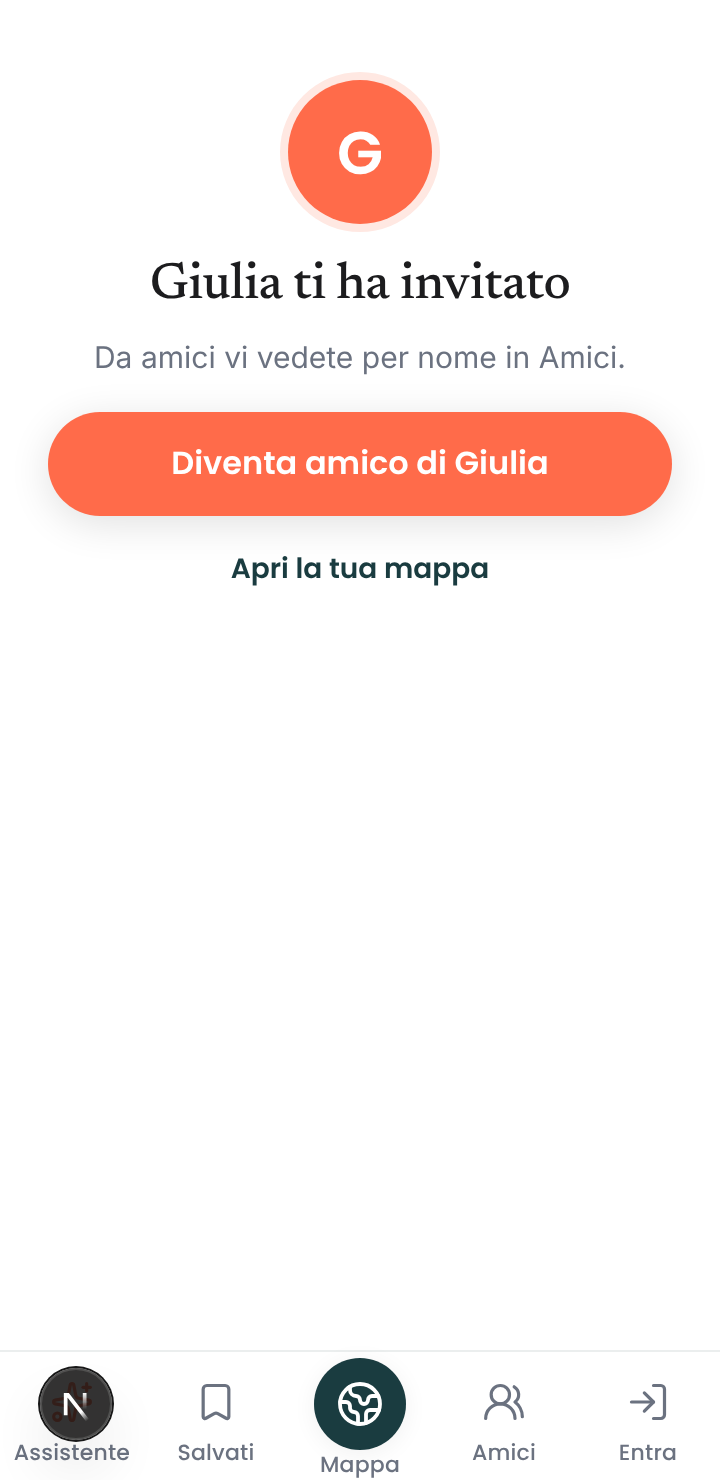 G
Giulia ti ha invitato
Da amici vi vedete per nome in Amici.
Diventa amico di Giulia
Apri la tua mappa
N
Assistente
Salvati
Mappa
Amici
Entra